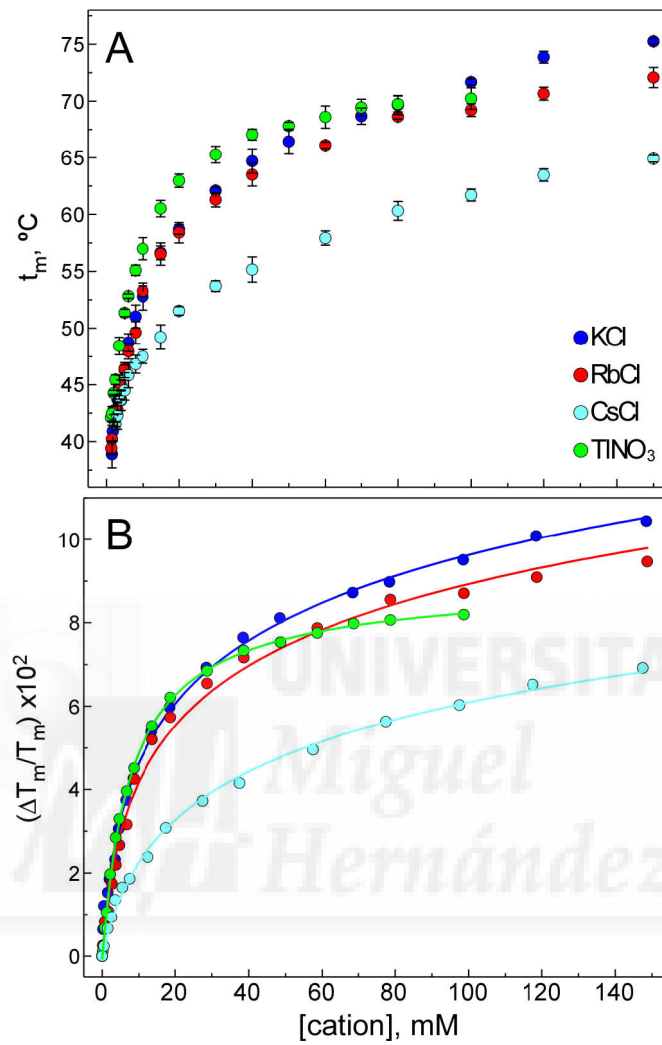 A
75
70
65
60
55
50
45
40
t_m, ºC
KCl
RbCl
CsCl
TlNO₃
B
10
8
6
4
2
0
(ΔT_m/T_m) x10²
UNIVERSITA
Miguel
Hernández
0 20 40 60 80 100 120 140
[cation], mM